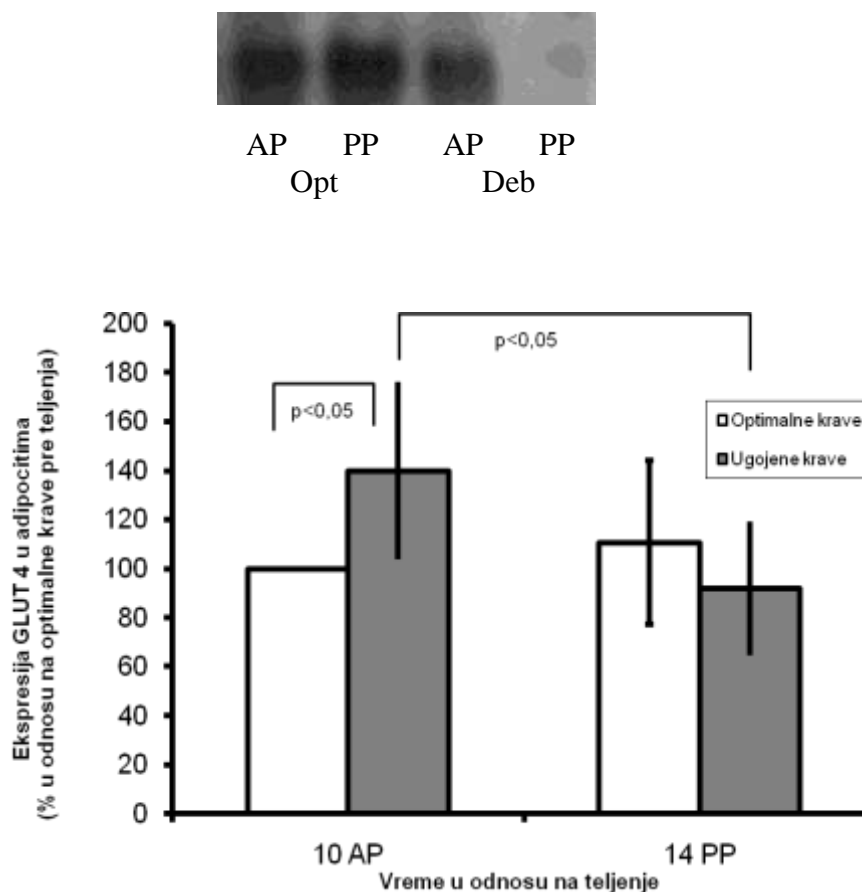 AP PP AP PP
Opt Deb
Ekspresija GLUT 4 u adipocitima
(% u odnosu na optimalne krave pre teljenja)
200
180
160
140
120
100
80
60
40
20
0
p<0,05
p<0,05
Optimalne krave
Ugojene krave
10 AP 14 PP
Vreme u odnosu na teljenje